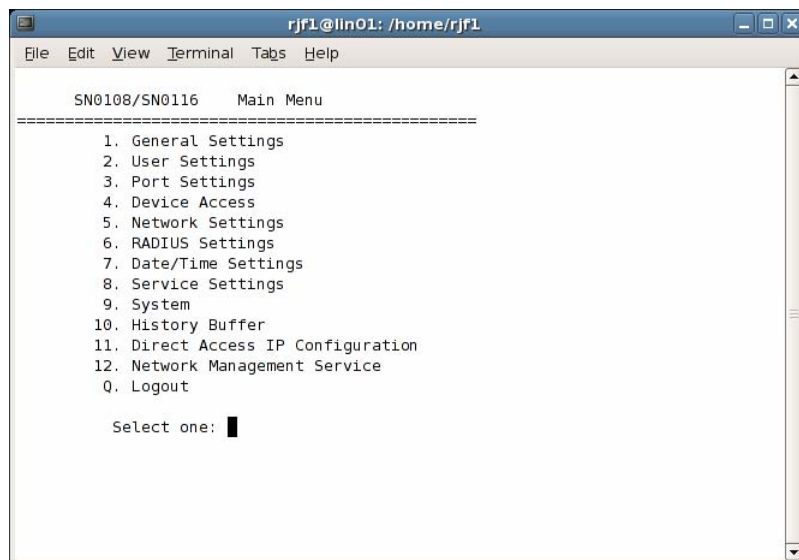 rjf1@lin01: /home/rjf1
File Edit View Terminal Tabs Help
SN0108/SN0116 Main Menu
================================================
1. General Settings
2. User Settings
3. Port Settings
4. Device Access
5. Network Settings
6. RADIUS Settings
7. Date/Time Settings
8. Service Settings
9. System
10. History Buffer
11. Direct Access IP Configuration
12. Network Management Service
Q. Logout
Select one: